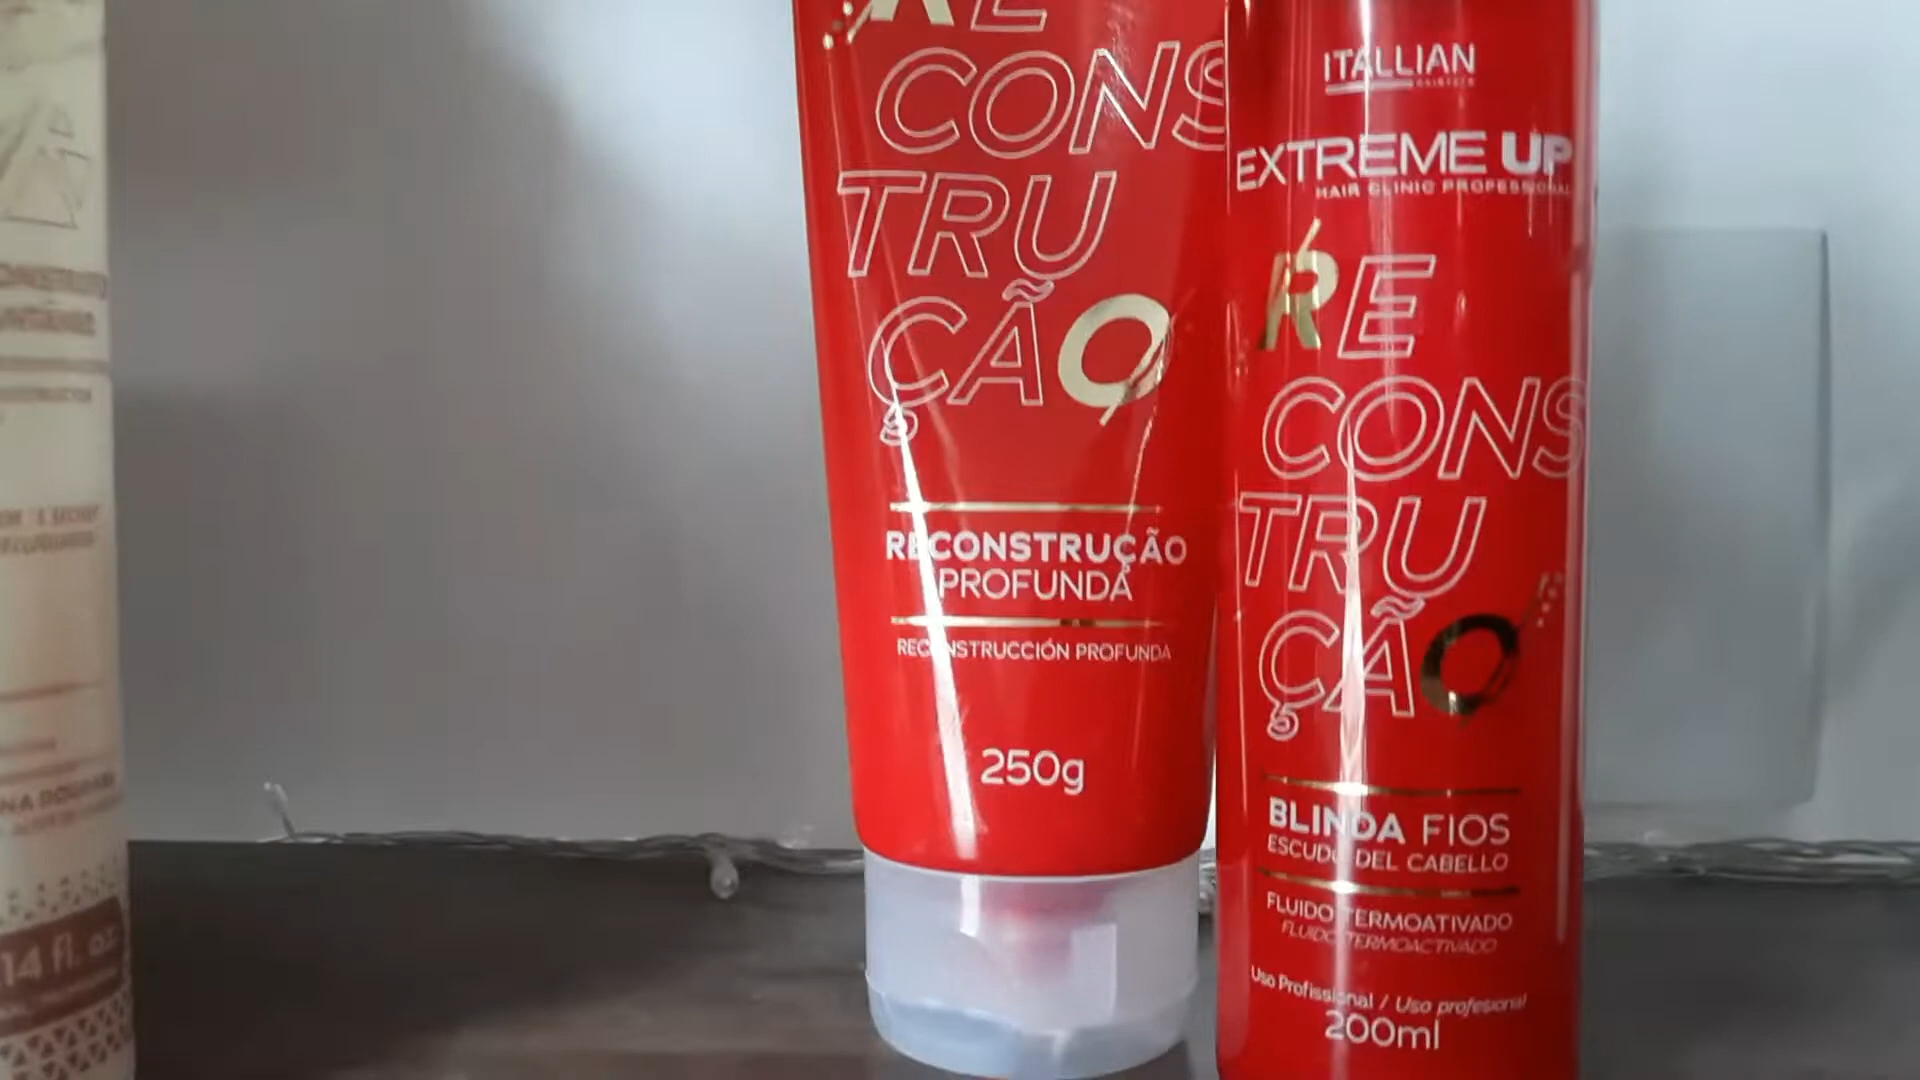 RE
CONS
TRU
ÇÃO
RECONSTRUÇÃO
PROFUNDA
RECONSTRUCCIÓN PROFUNDA
250g
ITALLIAN
EXTREME UP
HAIR CLINIC PROFESSIONAL
RE
CONS
TRU
ÇÃO
BLINDA FIOS
ESCUDO DEL CABELLO
FLUIDO TERMOATIVADO
FLUIDO TERMOACTIVADO
Uso Profissional / Uso profesional
200ml
14 fl. oz